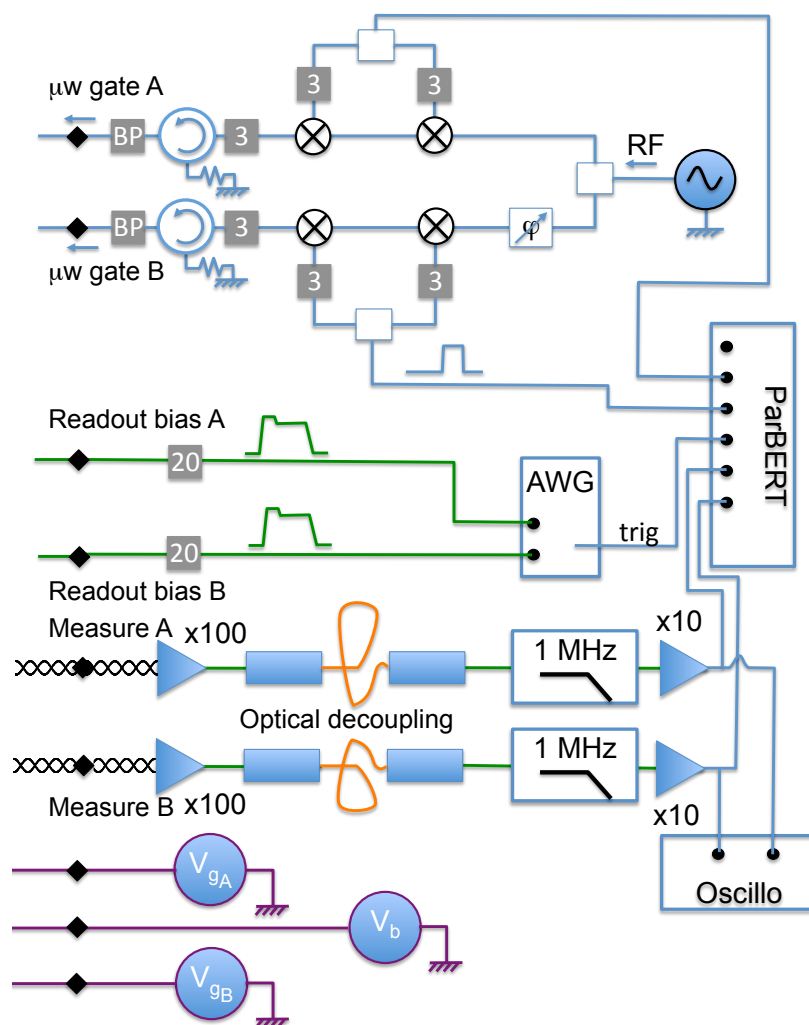 μw gate A
3
3
BP
3
RF
BP
3
φ
μw gate B
3
3
ParBERT
Readout bias A
20
AWG
trig
20
Readout bias B
Measure A
x100
x10
1 MHz
Optical decoupling
1 MHz
Measure B
x100
x10
VgA
Oscillo
Vb
VgB